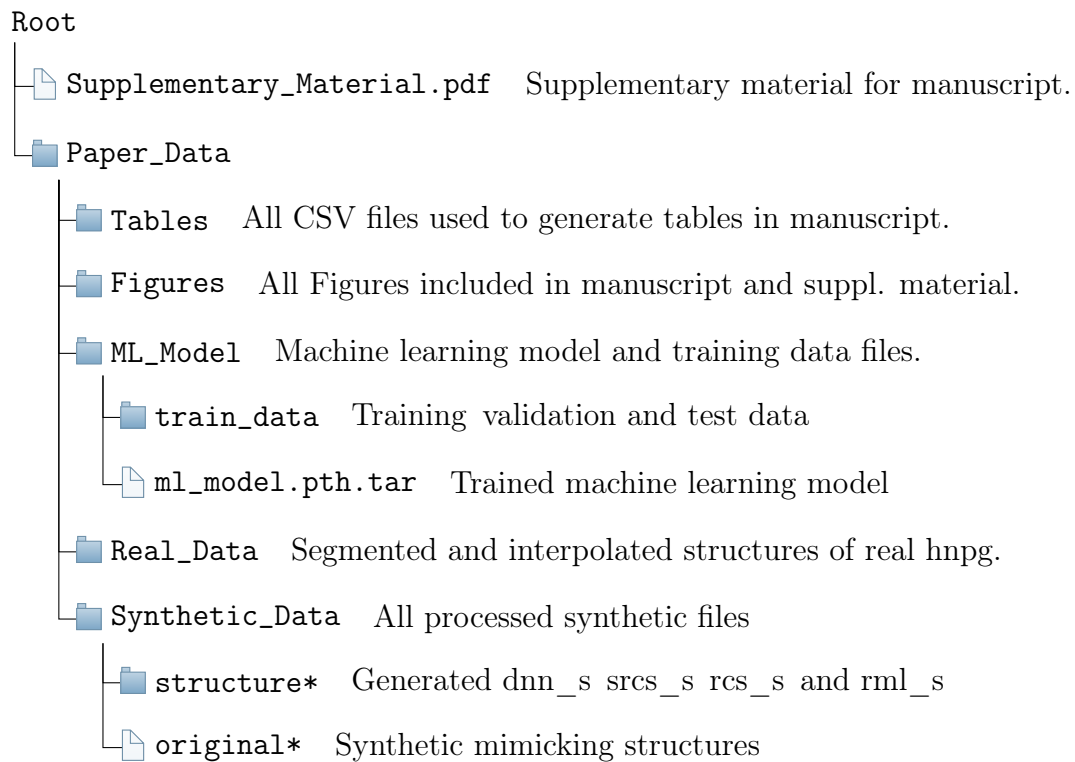 Root
Supplementary_Material.pdf Supplementary material for manuscript.
Paper_Data
Tables All CSV files used to generate tables in manuscript.
Figures All Figures included in manuscript and suppl. material.
ML_Model Machine learning model and training data files.
train_data Training validation and test data
ml_model.pth.tar Trained machine learning model
Real_Data Segmented and interpolated structures of real hnpg.
Synthetic_Data All processed synthetic files
structure* Generated dnn_s srcs_s rcs_s and rml_s
original* Synthetic mimicking structures